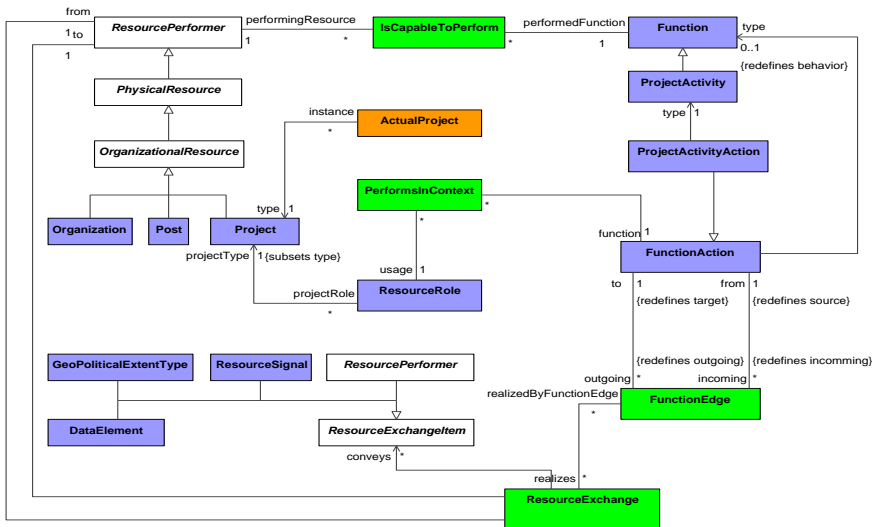 from
1 to
1
ResourcePerformer
performingResource
1
*
IsCapableToPerform
performedFunction
*
1
Function
type
0..1
{redefines behavior}
PhysicalResource
ProjectActivity
type 1
instance
*
ActualProject
OrganizationalResource
ProjectActivityAction
PerformsInContext
*
*
type 1
Organization
Post
Project
function 1
FunctionAction
projectType 1 {subsets type}
usage 1
projectRole
*
ResourceRole
to 1
from 1
{redefines target}
{redefines source}
GeoPoliticalExtentType
ResourceSignal
ResourcePerformer
{redefines outgoing}
{redefines incomming}
outgoing *
incoming *
realizedByFunctionEdge
*
FunctionEdge
DataElement
ResourceExchangeItem
conveys *
realizes *
ResourceExchange